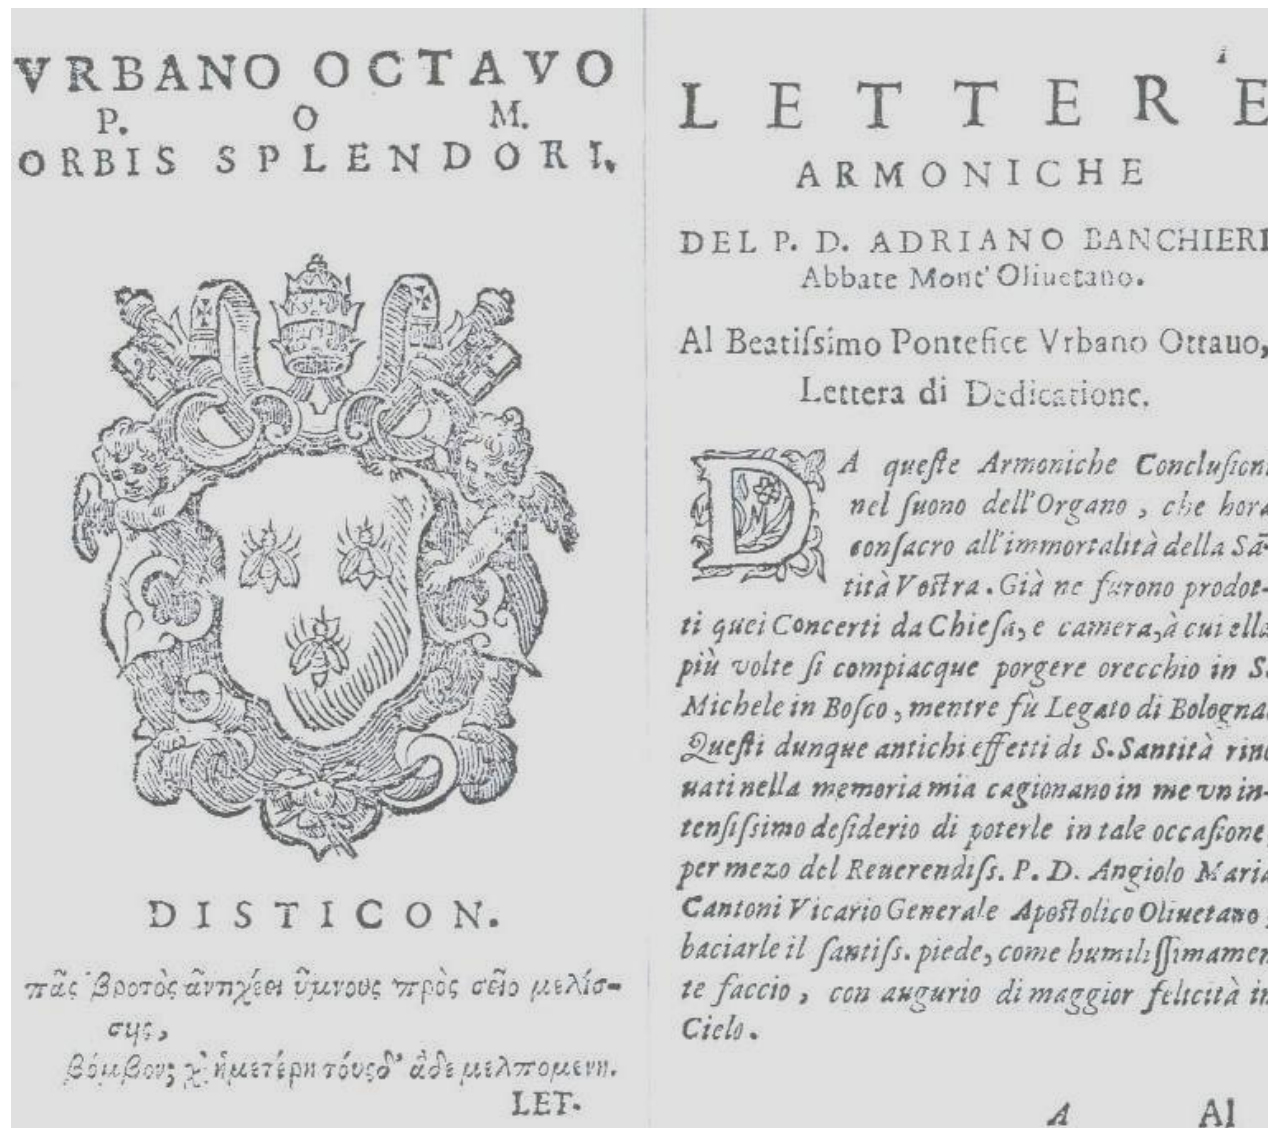 VRBANO OCTAVO
P. O M.
ORBIS SPLENDORI.
DISTICON.
πᾶς βροτὸς ὕμνους πρὸς σεῖο μελίσ-
σης,
βόμβους χ' ἡμετέρη τούςδ' ᾶδε μελπομενη.
LET.
1
LETTERE
ARMONICHE
DEL P. D. ADRIANO BANCHIERI
Abbate Mont' Oliuetano.
Al Beatiſsimo Pontefice Vrbano Ottauo,
Lettera di Dedicatione.
DA queſte Armoniche Concluſioni
nel ſuono dell'Organo, che hora
conſacro all'immortalità della Sã-
tità Voſtra. Già ne furono prodot-
ti quei Concerti da Chieſa, e camera, à cui ella
più volte ſi compiacque porgere orecchio in S.
Michele in Boſco, mentre fù Legato di Bologna.
Queſti dunque antichi effetti di S. Santità rino
uati nella memoria mia cagionano in me vn in-
tenſiſsimo deſiderio di poterle in tale occaſione,
per mezo del Reuerendiſs. P. D. Angiolo Maria
Cantoni Vicario Generale Apoſtolico Oliuetano,
baciarle il ſantiſs. piede, come humiliſſimamen
te faccio, con augurio di maggior felicità in
Cielo.
A Al